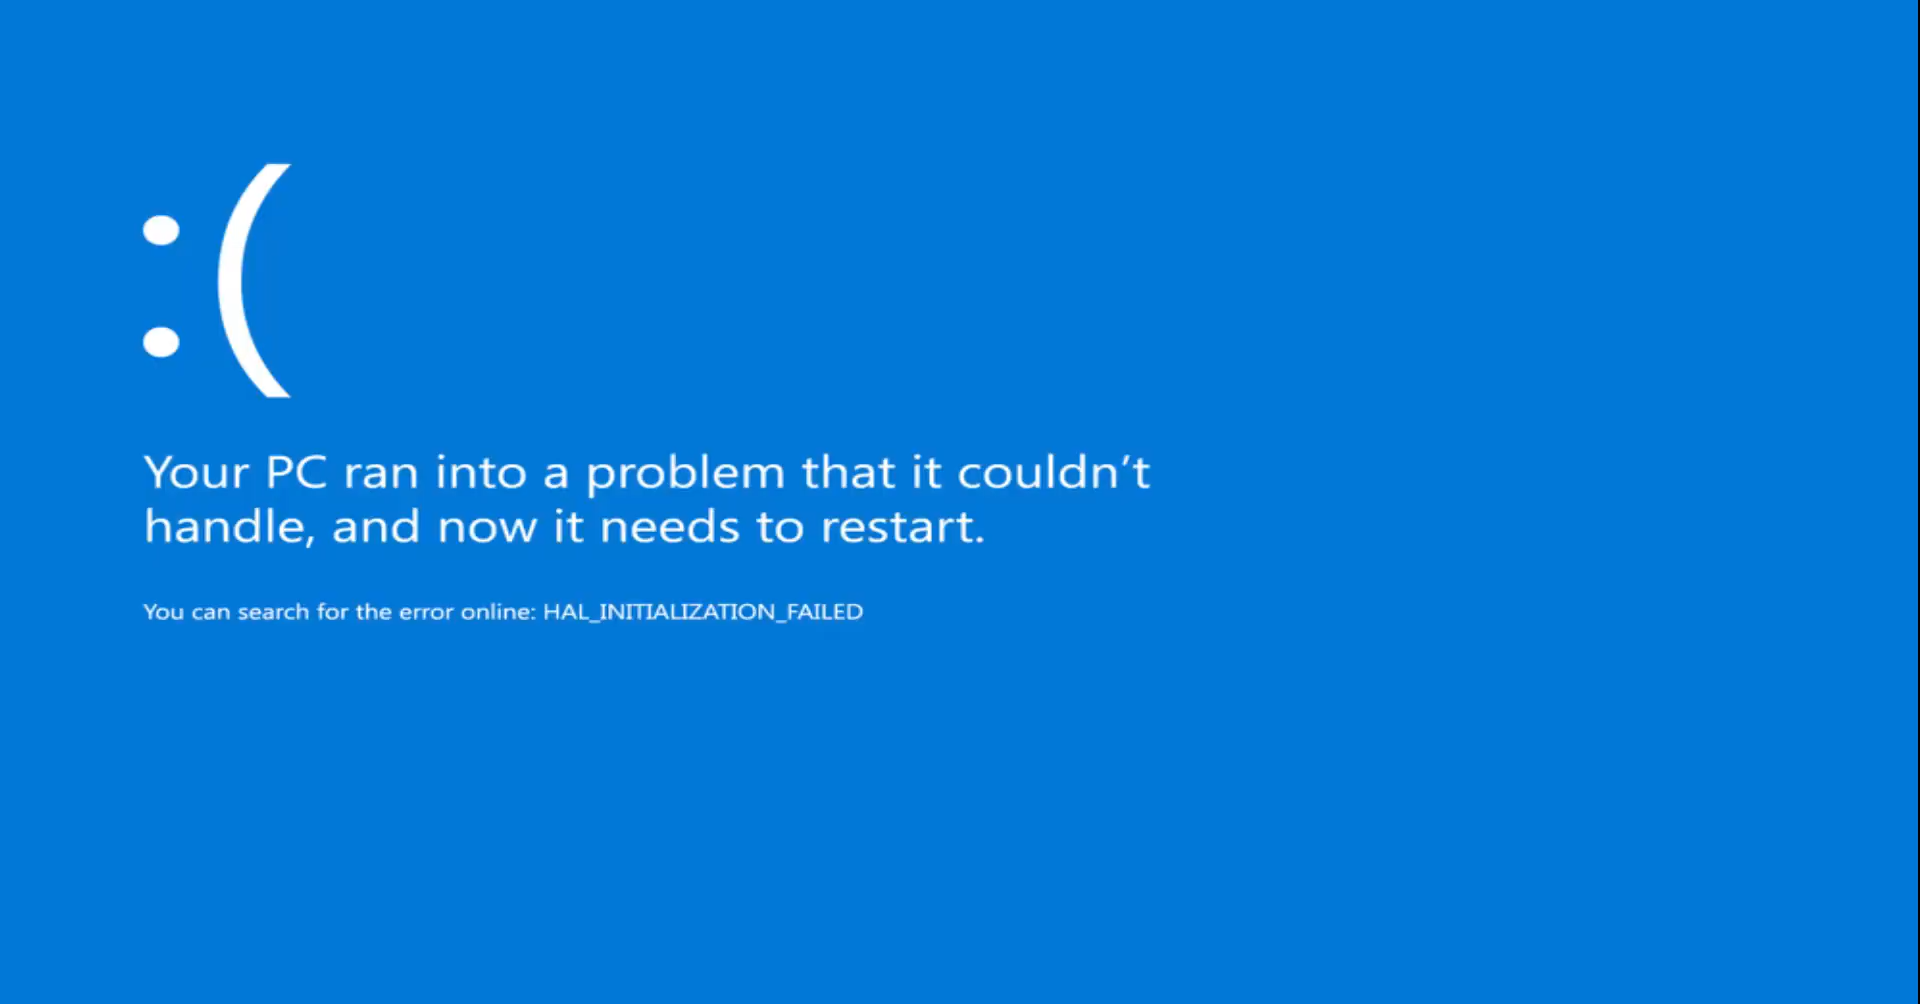 :(
Your PC ran into a problem that it couldn’t
handle, and now it needs to restart.
You can search for the error online: HAL_INITIALIZATION_FAILED